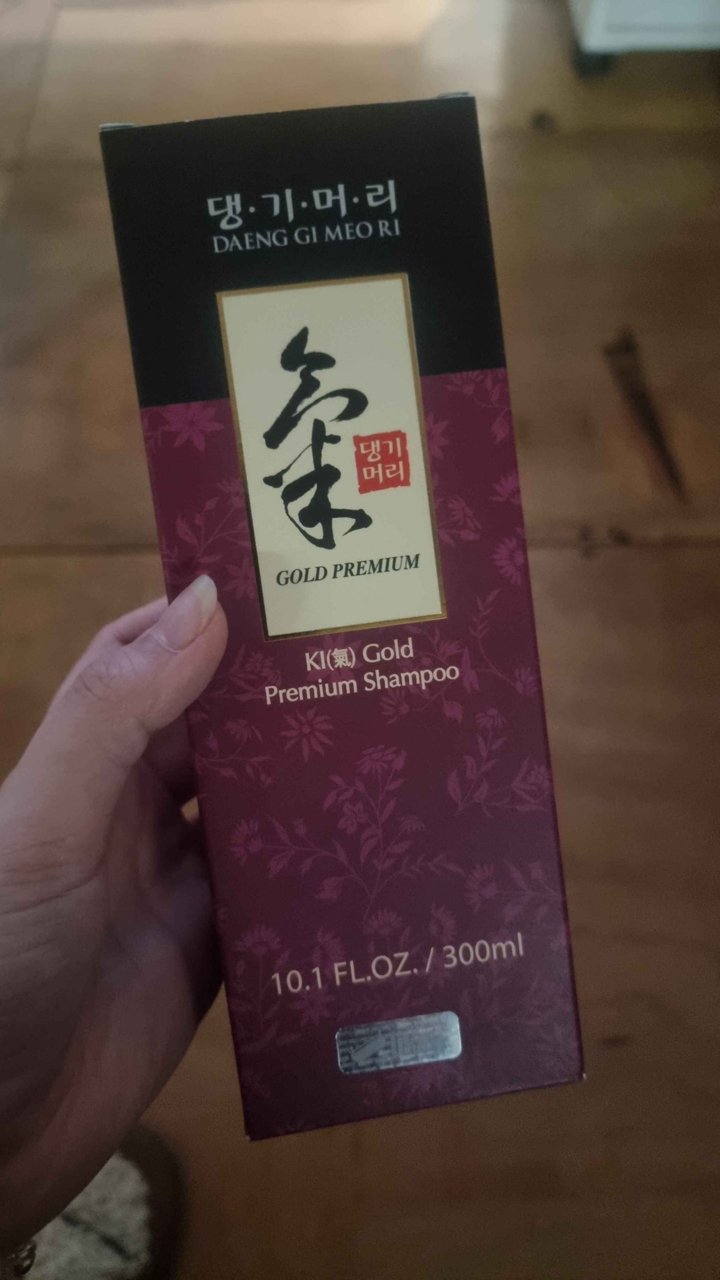 댕·기·머·리
DAENG GI MEO RI
氣
댕기
머리
GOLD PREMIUM
KI(氣) Gold
Premium Shampoo
10.1 FL.OZ. / 300ml